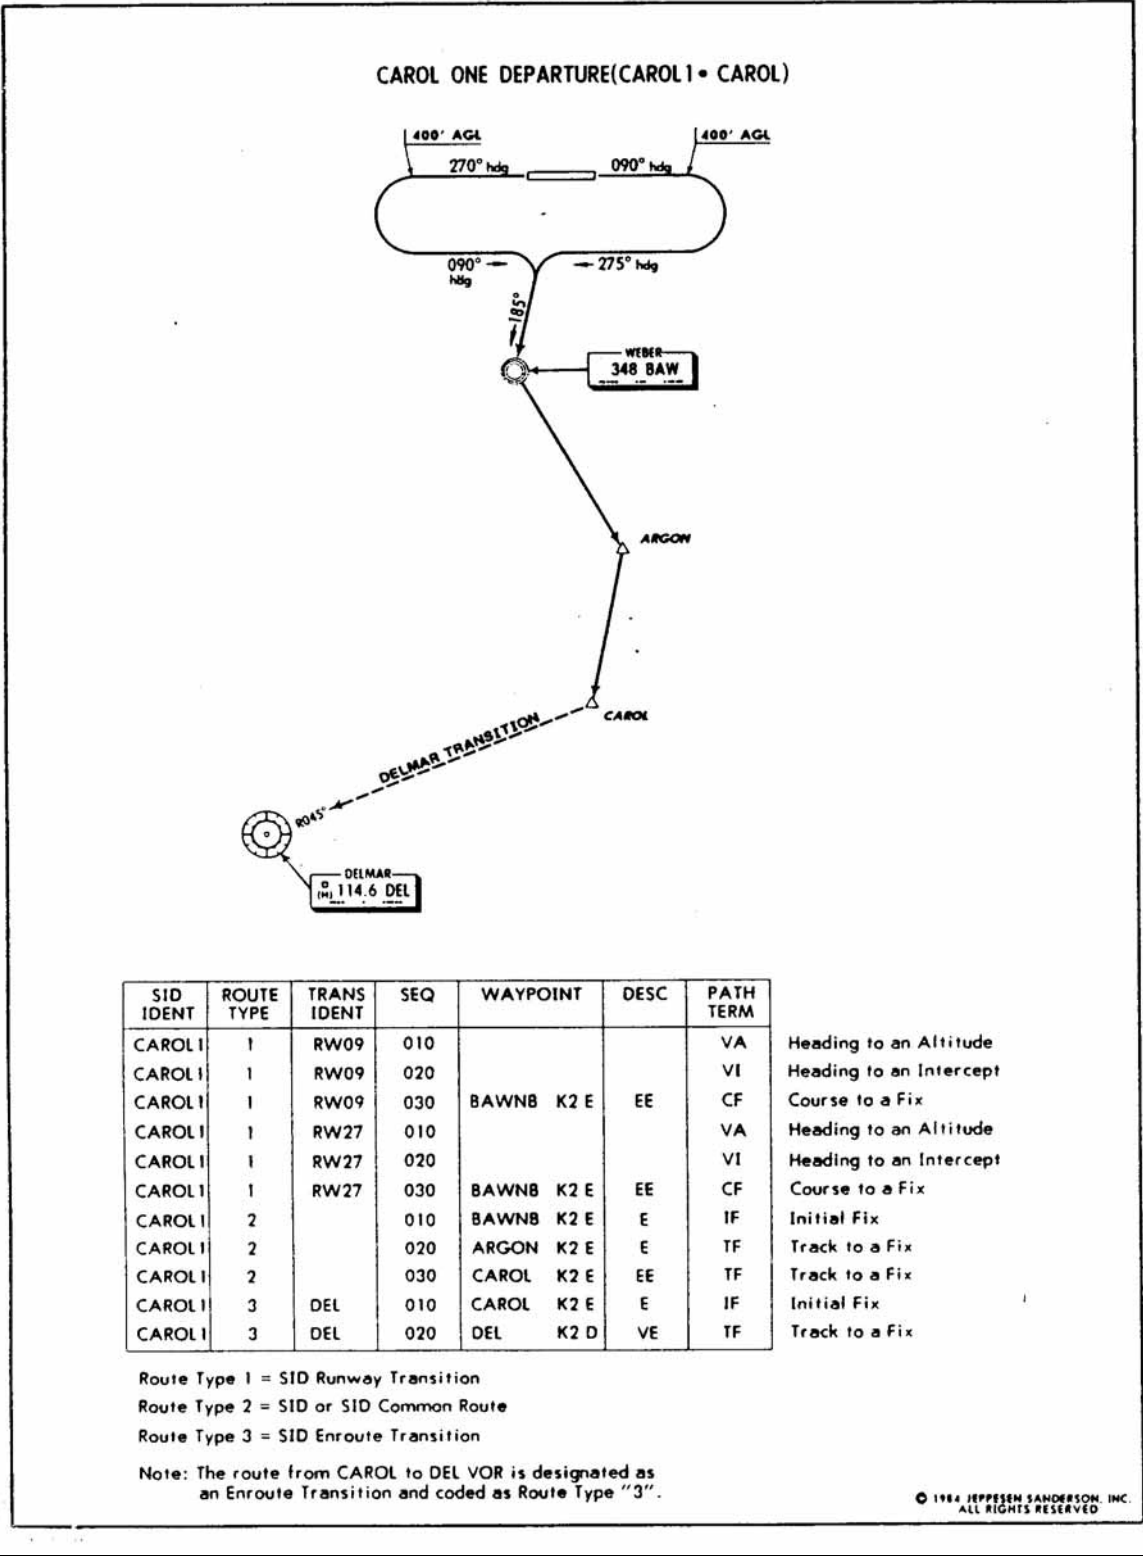 CAROL ONE DEPARTURE(CAROL1• CAROL)
400' AGL 400' AGL
270° hdg 090° hdg
090° hdg 275° hdg
185°
WEBER
348 BAW
ARGON
CAROL
DELMAR TRANSITION
R045°
DELMAR
D
(H) 114.6 DEL
SID IDENT ROUTE TYPE TRANS IDENT SEQ WAYPOINT DESC PATH TERM
CAROL1 1 RW09 010 VA Heading to an Altitude
CAROL1 1 RW09 020 VI Heading to an Intercept
CAROL1 1 RW09 030 BAWNB K2 E EE CF Course to a Fix
CAROL1 1 RW27 010 VA Heading to an Altitude
CAROL1 1 RW27 020 VI Heading to an Intercept
CAROL1 1 RW27 030 BAWNB K2 E EE CF Course to a Fix
CAROL1 2 010 BAWNB K2 E E IF Initial Fix
CAROL1 2 020 ARGON K2 E E TF Track to a Fix
CAROL1 2 030 CAROL K2 E EE TF Track to a Fix
CAROL1 3 DEL 010 CAROL K2 E E IF Initial Fix
CAROL1 3 DEL 020 DEL K2 D VE TF Track to a Fix
Route Type 1 = SID Runway Transition
Route Type 2 = SID or SID Common Route
Route Type 3 = SID Enroute Transition
Note: The route from CAROL to DEL VOR is designated as
an Enroute Transition and coded as Route Type "3".
© 1984 JEPPESEN SANDERSON, INC.
ALL RIGHTS RESERVED